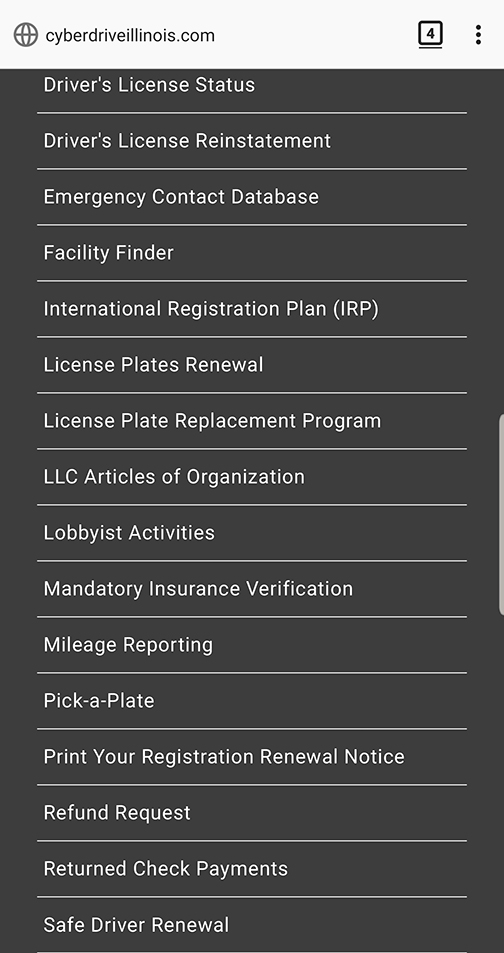 cyberdriveillinois.com
4
Driver's License Status
Driver's License Reinstatement
Emergency Contact Database
Facility Finder
International Registration Plan (IRP)
License Plates Renewal
License Plate Replacement Program
LLC Articles of Organization
Lobbyist Activities
Mandatory Insurance Verification
Mileage Reporting
Pick-a-Plate
Print Your Registration Renewal Notice
Refund Request
Returned Check Payments
Safe Driver Renewal